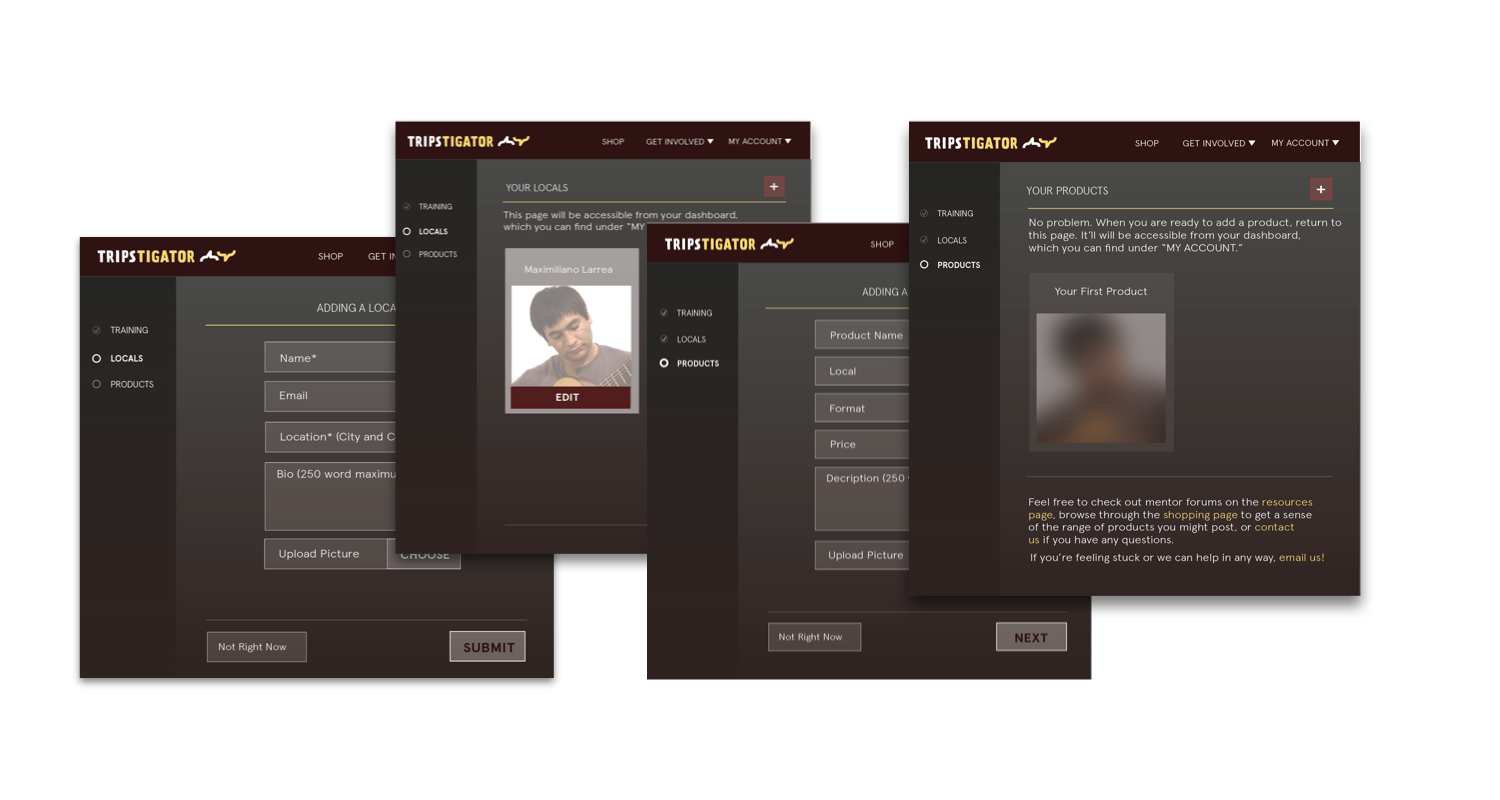 TRIPSTIGATOR
SHOP
ADDING A
TRAINING
LOCALS
PRODUCTS
Name*
Email
Location* (City and
Bio (250 word
Upload Picture
CHOOSE
Not Right Now
SUBMIT
TRIPSTIGATOR
SHOP
GET INVOLVED ▼
MY ACCOUNT ▼
TRAINING
LOCALS
PRODUCTS
YOUR LOCALS
+
This page will be accessible from your dashboard,
which you can find under “MY
Maximiliano Larrea
EDIT
TRIPSTIGATOR
SHOP
ADDING A
TRAINING
LOCALS
PRODUCTS
Product Name
Local
Format
Price
Decription (250
Upload Picture
Not Right Now
NEXT
TRIPSTIGATOR
SHOP
GET INVOLVED ▼
MY ACCOUNT ▼
TRAINING
LOCALS
PRODUCTS
YOUR PRODUCTS
+
No problem. When you are ready to add a product, return to
this page. It’ll will be accessible from your dashboard,
which you can find under “MY ACCOUNT.”
Your First Product
Feel free to check out mentor forums on the resources
page, browse through the shopping page to get a sense
of the range of products you might post, or contact
us if you have any questions.
If you’re feeling stuck or we can help in any way, email us!